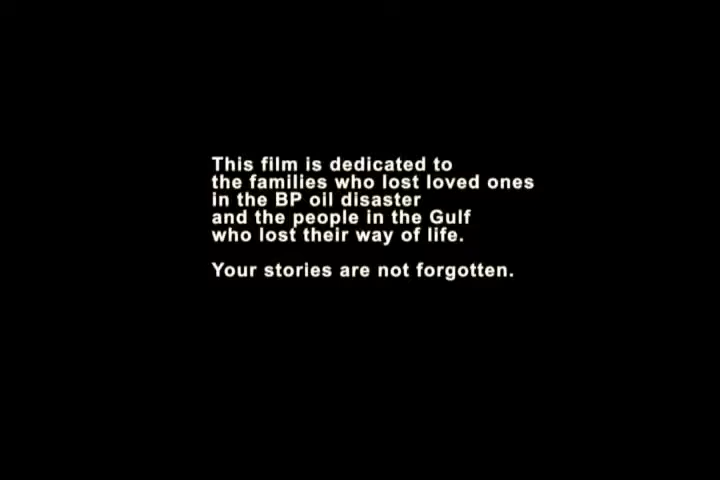 This film is dedicated to
the families who lost loved ones
in the BP oil disaster
and the people in the Gulf
who lost their way of life.
Your stories are not forgotten.